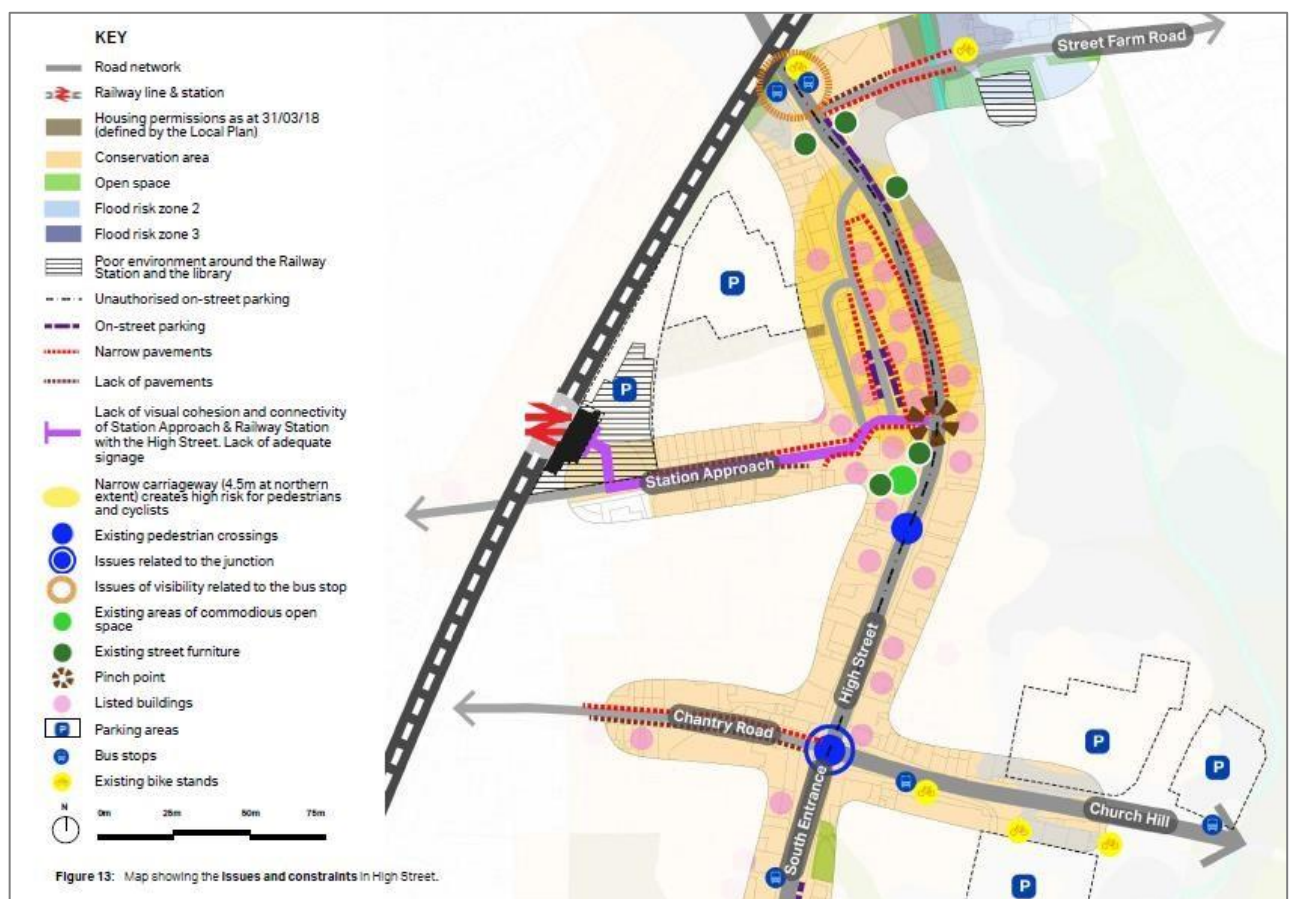 KEY
Road network
Railway line & station
Housing permissions as at 31/03/18
(defined by the Local Plan)
Conservation area
Open space
Flood risk zone 2
Flood risk zone 3
Poor environment around the Railway
Station and the library
Unauthorised on-street parking
On-street parking
Narrow pavements
Lack of pavements
Lack of visual cohesion and connectivity
of Station Approach & Railway Station
with the High Street. Lack of adequate
signage
Narrow carriageway (4.5m at northern
extent) creates high risk for pedestrians
and cyclists
Existing pedestrian crossings
Issues related to the junction
Issues of visibility related to the bus stop
Existing areas of commodious open
space
Existing street furniture
Pinch point
Listed buildings
P Parking areas
Bus stops
Existing bike stands
N
0m 25m 50m 75m
Figure 13: Map showing the issues and constraints in High Street.
Street Farm Road
P
P
Station Approach
High Street
Chantry Road
South Entrance
Church Hill
P
P
P